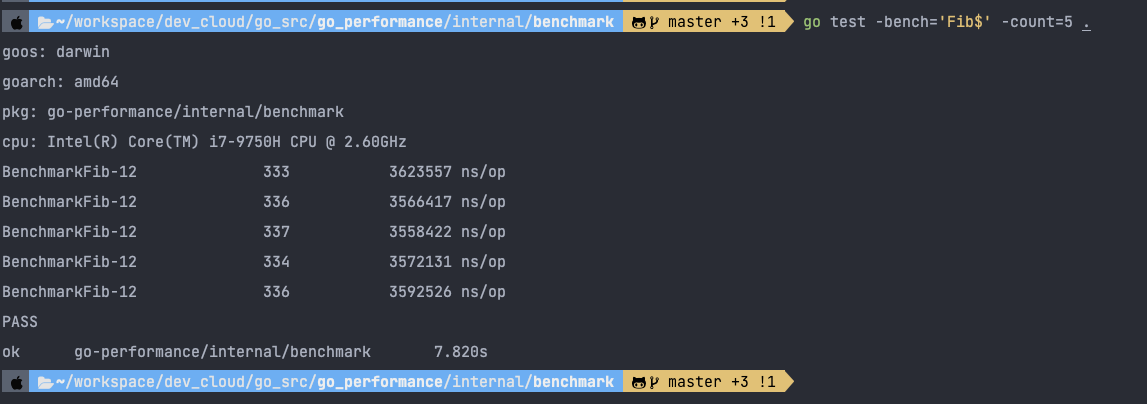 ~/workspace/dev_cloud/go_src/go_performance/internal/benchmark master +3 !1 go test -bench='Fib$' -count=5 .
goos: darwin
goarch: amd64
pkg: go-performance/internal/benchmark
cpu: Intel(R) Core(TM) i7-9750H CPU @ 2.60GHz
BenchmarkFib-12 333 3623557 ns/op
BenchmarkFib-12 336 3566417 ns/op
BenchmarkFib-12 337 3558422 ns/op
BenchmarkFib-12 334 3572131 ns/op
BenchmarkFib-12 336 3592526 ns/op
PASS
ok go-performance/internal/benchmark 7.820s
~/workspace/dev_cloud/go_src/go_performance/internal/benchmark master +3 !1